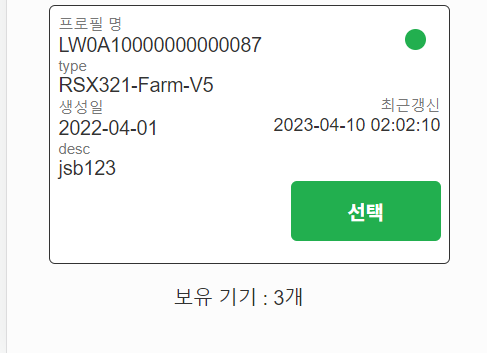 프로필 명
LW0A10000000000087
type
RSX321-Farm-V5
생성일
최근갱신
2022-04-01
2023-04-10 02:02:10
desc
jsb123
선택
보유 기기 : 3개